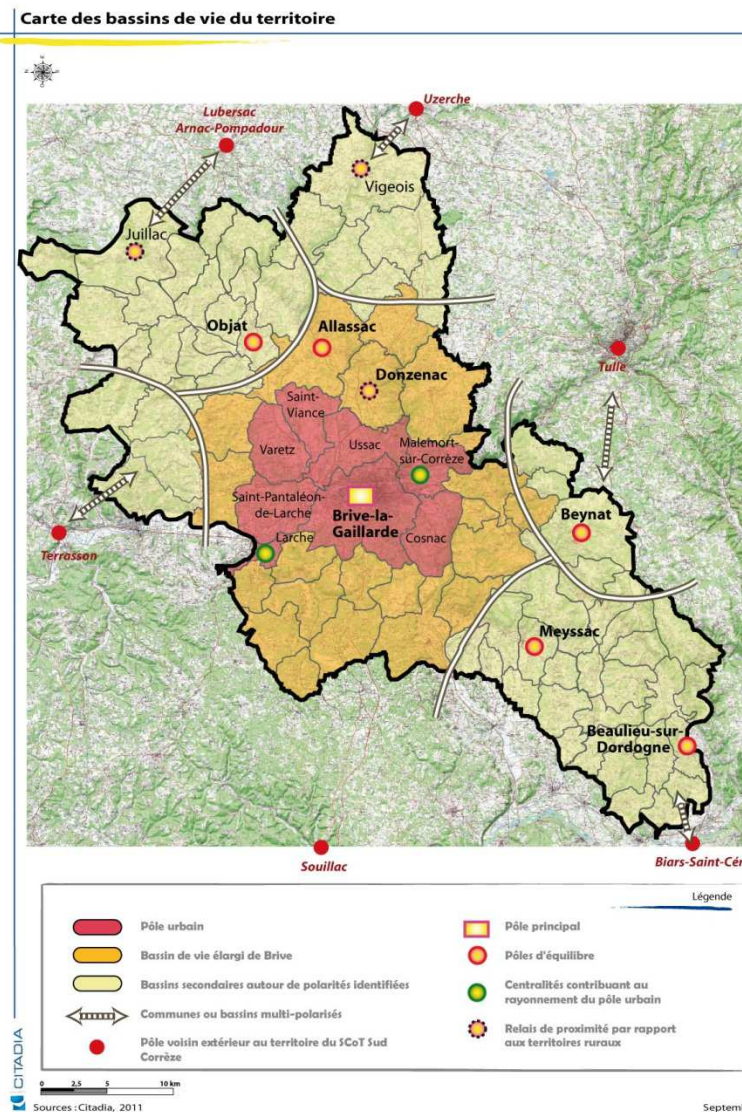 Carte des bassins de vie du territoire
Uzerche
Lubersac
Arnac-Pompadour
Vigeois
Juillac
Objat
Allassac
Tulle
Donzenac
Saint-
Viance
Varetz
Ussac
Malemort-
sur-Corrèze
Saint-Pantaléon-
de-Larche
Brive-la-
Gaillarde
Beynat
Terrasson
Larche
Cosnac
Meyssac
Beaulieu-sur-
Dordogne
Souillac
Biars-Saint-Cér
Légende
Pôle urbain
Bassin de vie élargi de Brive
Bassins secondaires autour de polarités identifiées
Communes ou bassins multi-polarisés
Pôle voisin extérieur au territoire du SCoT Sud
Corrèze
Pôle principal
Pôles d'équilibre
Centralités contribuant au
rayonnement du pôle urbain
Relais de proximité par rapport
aux territoires ruraux
CITADIA
0 2,5 5 10 km
Sources : Citadia, 2011
Septem